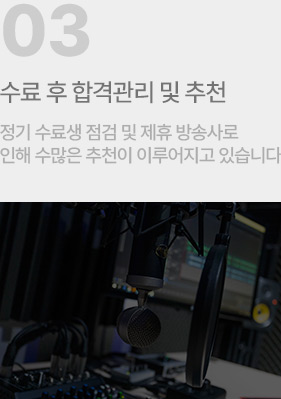 03
수료 후 합격관리 및 추천
정기 수료생 점검 및 제휴 방송사로
인해 수많은 추천이 이루어지고 있습니다